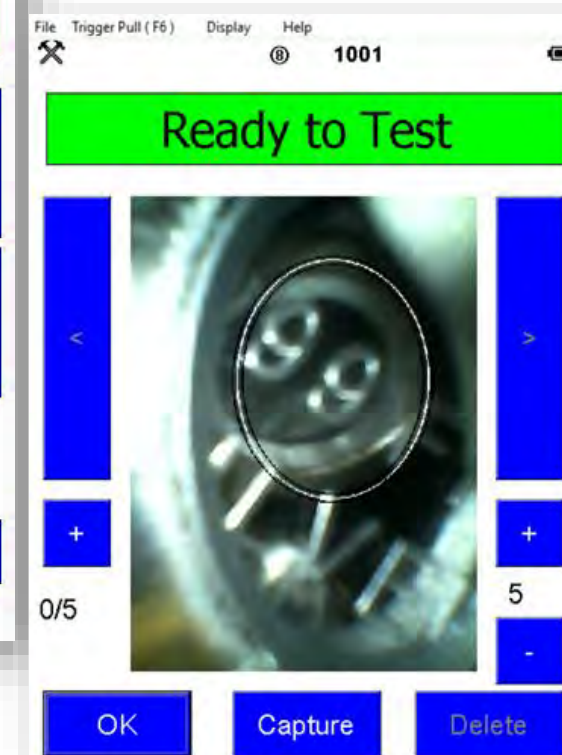 File Trigger Pull ( F6 ) Display Help
⑧ 1001
Ready to Test
< >
+ +
0/5 5
-
OK Capture Delete